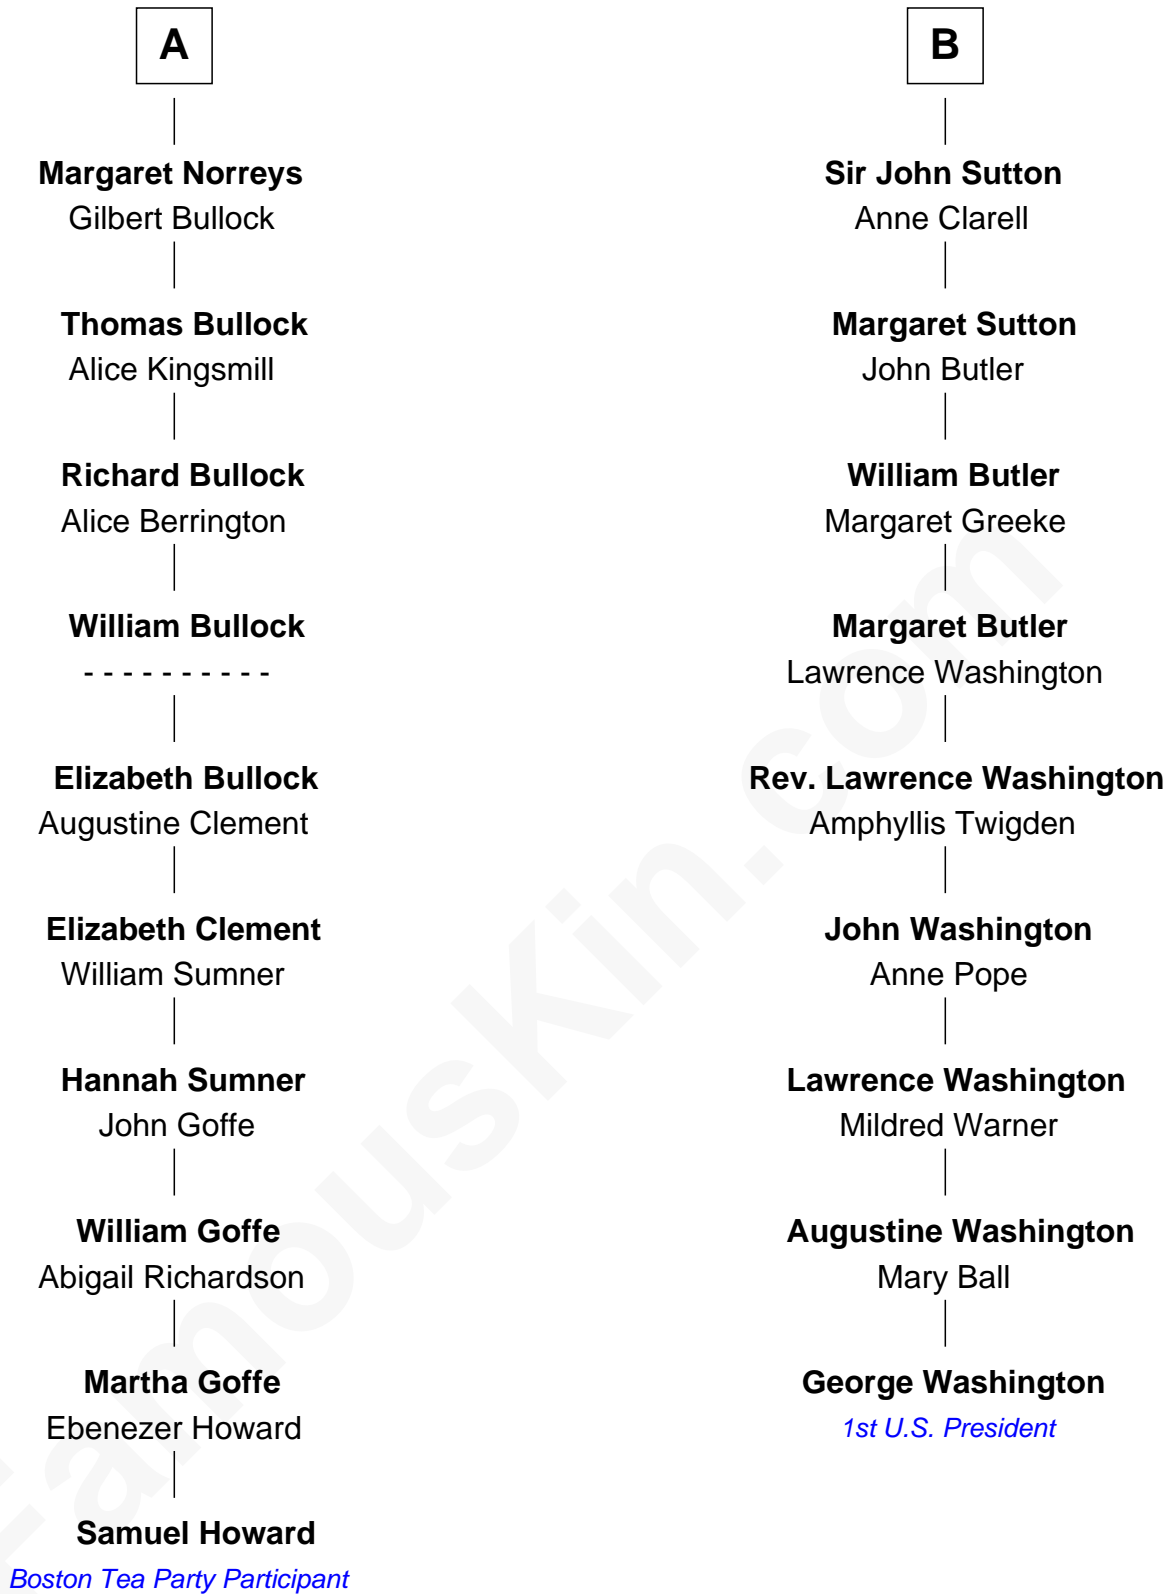 A
Margaret Norreys
Gilbert Bullock
Thomas Bullock
Alice Kingsmill
Richard Bullock
Alice Berrington
William Bullock
- - - - - - - - - -
Elizabeth Bullock
Augustine Clement
Elizabeth Clement
William Sumner
Hannah Sumner
John Goffe
William Goffe
Abigail Richardson
Martha Goffe
Ebenezer Howard
Samuel Howard
Boston Tea Party Participant
B
Sir John Sutton
Anne Clarell
Margaret Sutton
John Butler
William Butler
Margaret Greeke
Margaret Butler
Lawrence Washington
Rev. Lawrence Washington
Amphyllis Twigden
John Washington
Anne Pope
Lawrence Washington
Mildred Warner
Augustine Washington
Mary Ball
George Washington
1st U.S. President
FamousKin.com